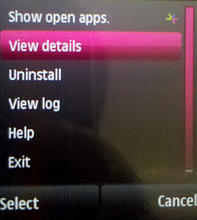 Show open apps.
View details
Uninstall
View log
Help
Exit
Select
Cancel